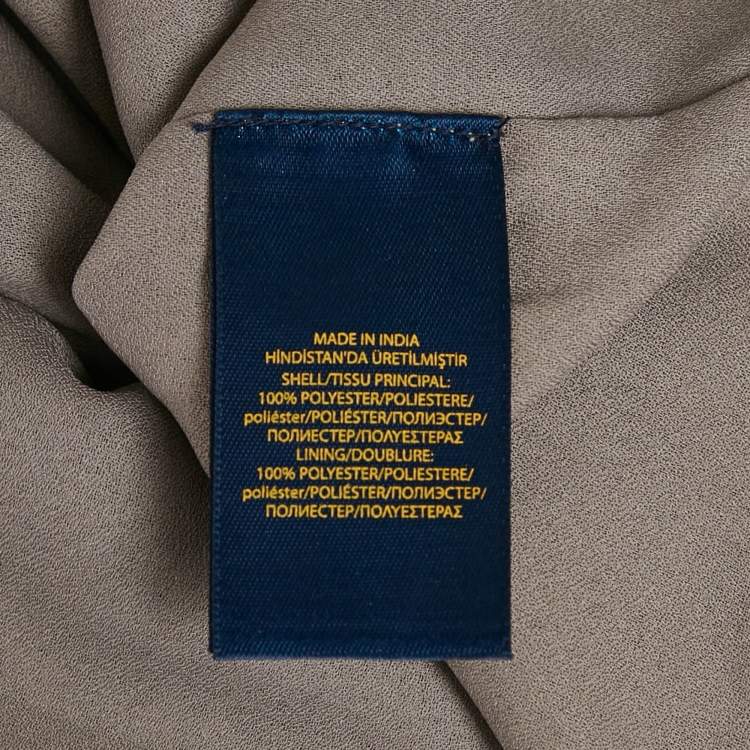 MADE IN INDIA
HİNDİSTAN'DA ÜRETİLMİŞTİR
SHELL/TISSU PRINCIPAL:
100% POLYESTER/POLIESTERE/
poliéster/POLIÉSTER/ПОЛИЭСТЕР/
ПОЛИЕСТЕР/ΠΟΛΥΕΣΤΕΡΑΣ
LINING/DOUBLURE:
100% POLYESTER/POLIESTERE/
poliéster/POLIÉSTER/ПОЛИЭСТЕР/
ПОЛИЕСТЕР/ΠΟΛΥΕΣΤΕΡΑΣ